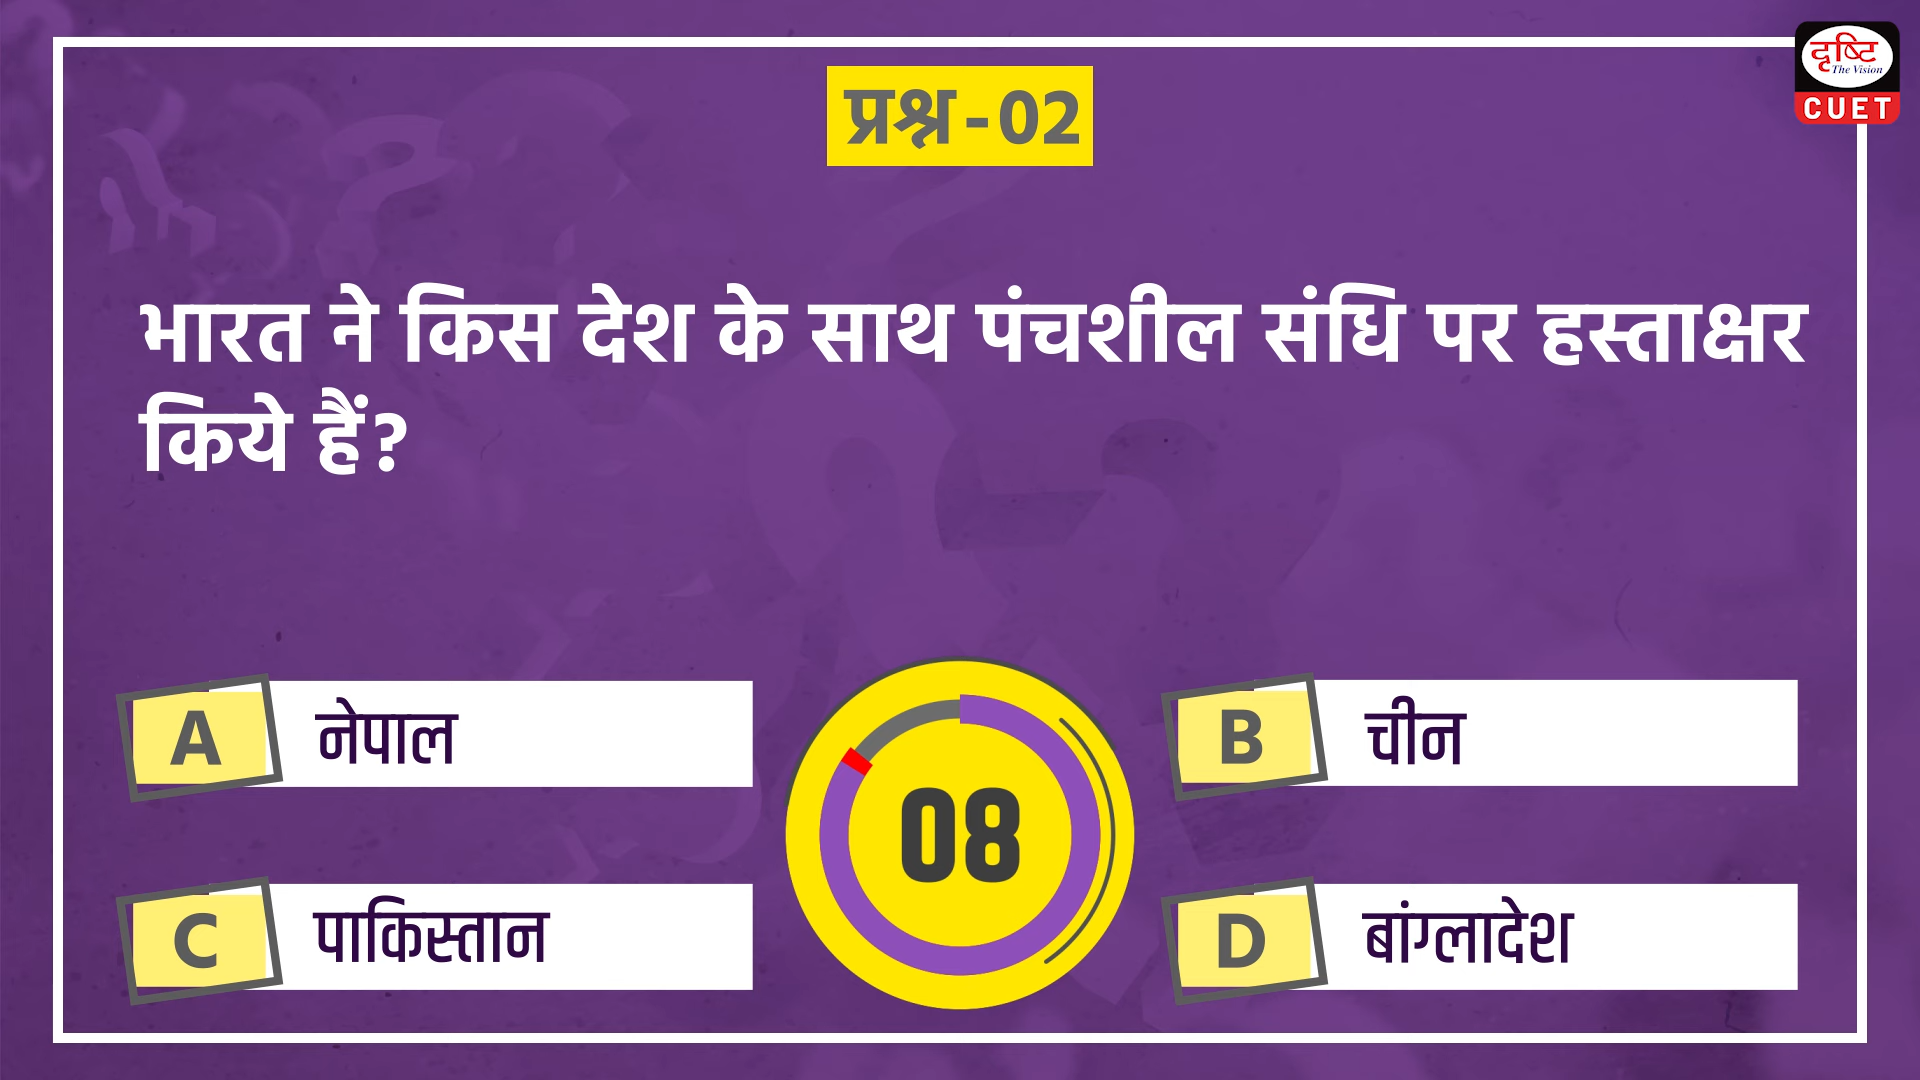 दृष्टि
The Vision
CUET
प्रश्न-02
भारत ने किस देश के साथ पंचशील संधि पर हस्ताक्षर
किये हैं?
A नेपाल
B चीन
08
C पाकिस्तान
D बांग्लादेश